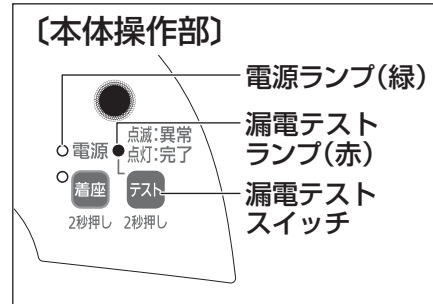 〔本体操作部〕
電源ランプ(緑)
点滅:異常
電源 点灯:完了
漏電テスト
ランプ(赤)
着座 テスト
2秒押し 2秒押し
漏電テスト
スイッチ